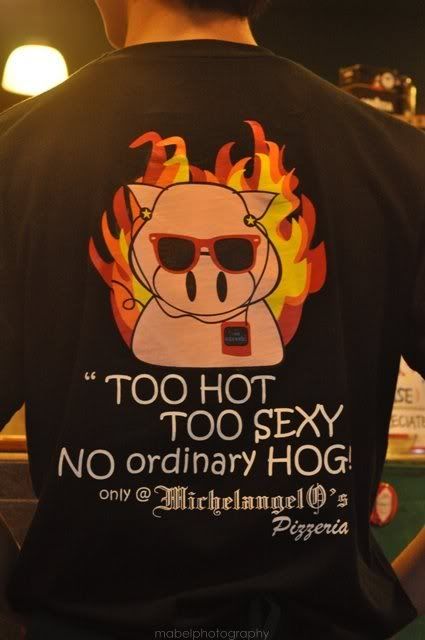 “ TOO HOT
TOO SEXY
NO ordinary HOG!
only @ MichelangelO's
Pizzeria
mabelphotography